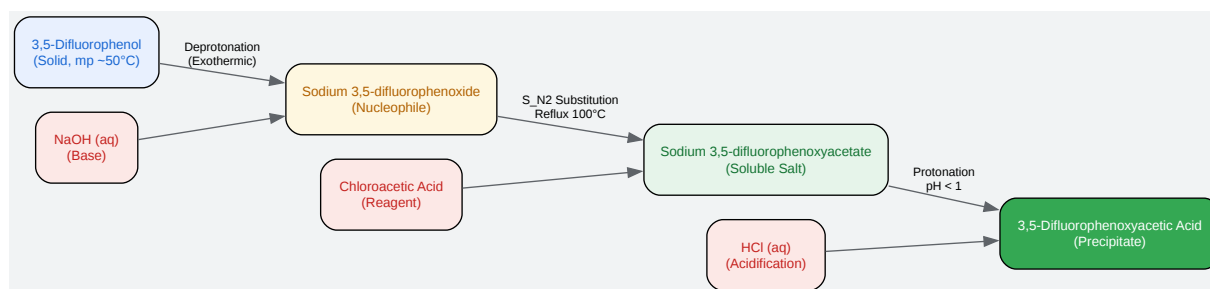 3,5-Difluorophenol
(Solid, mp ~50°C)
Deprotonation
(Exothermic)
NaOH (aq)
(Base)
Sodium 3,5-difluorophenoxide
(Nucleophile)
S_N2 Substitution
Reflux 100°C
Chloroacetic Acid
(Reagent)
Sodium 3,5-difluorophenoxyacetate
(Soluble Salt)
Protonation
pH < 1
HCl (aq)
(Acidification)
3,5-Difluorophenoxyacetic Acid
(Precipitate)